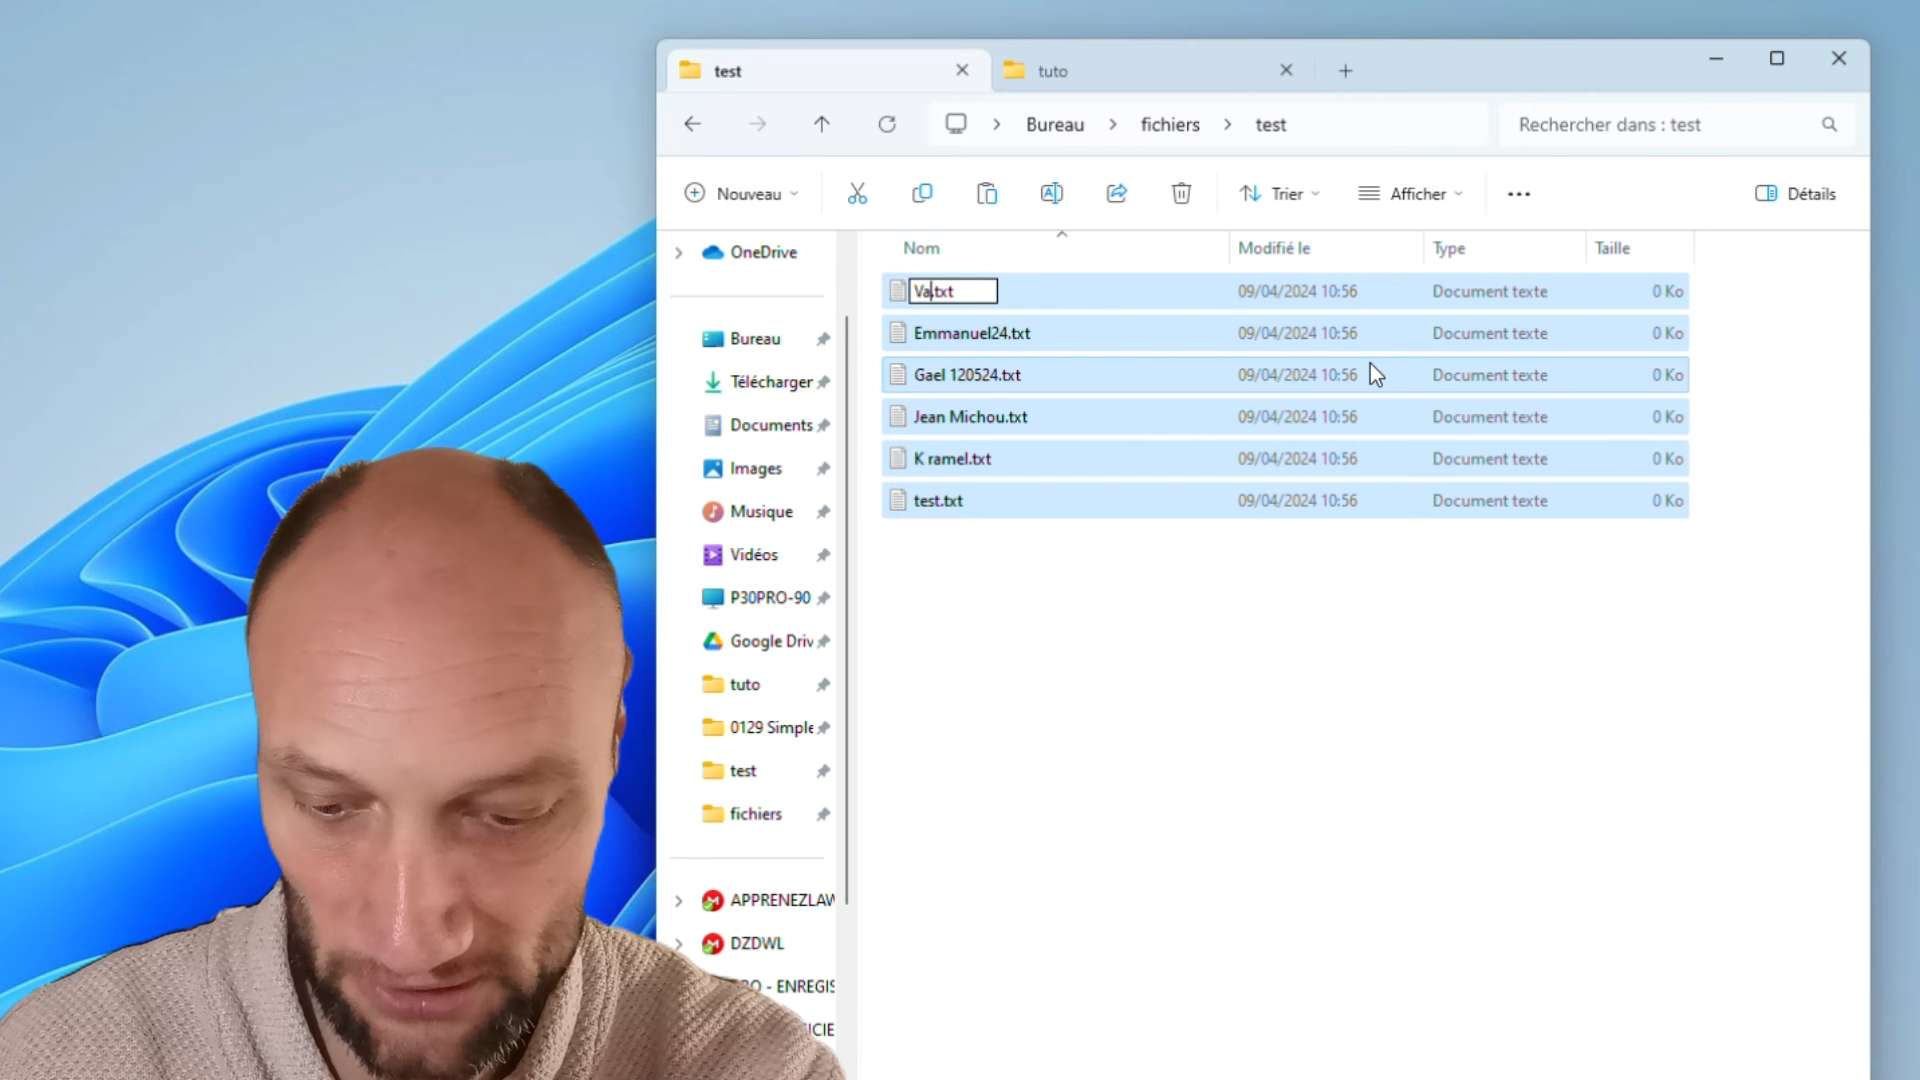 test
tuto
Bureau
fichiers
test
Rechercher dans : test
Nouveau
Trier
Afficher
Détails
Nom Modifié le Type Taille
Va.txt 09/04/2024 10:56 Document texte 0 Ko
Emmanuel24.txt 09/04/2024 10:56 Document texte 0 Ko
Gael 120524.txt 09/04/2024 10:56 Document texte 0 Ko
Jean Michou.txt 09/04/2024 10:56 Document texte 0 Ko
K ramel.txt 09/04/2024 10:56 Document texte 0 Ko
test.txt 09/04/2024 10:56 Document texte 0 Ko
OneDrive
Bureau
Télécharger
Documents
Images
Musique
Vidéos
P30PRO-90
Google Driv
tuto
0129 Simple
test
fichiers
APPRENEZLAW
DZDWL
RO - ENREGIS
ICIE